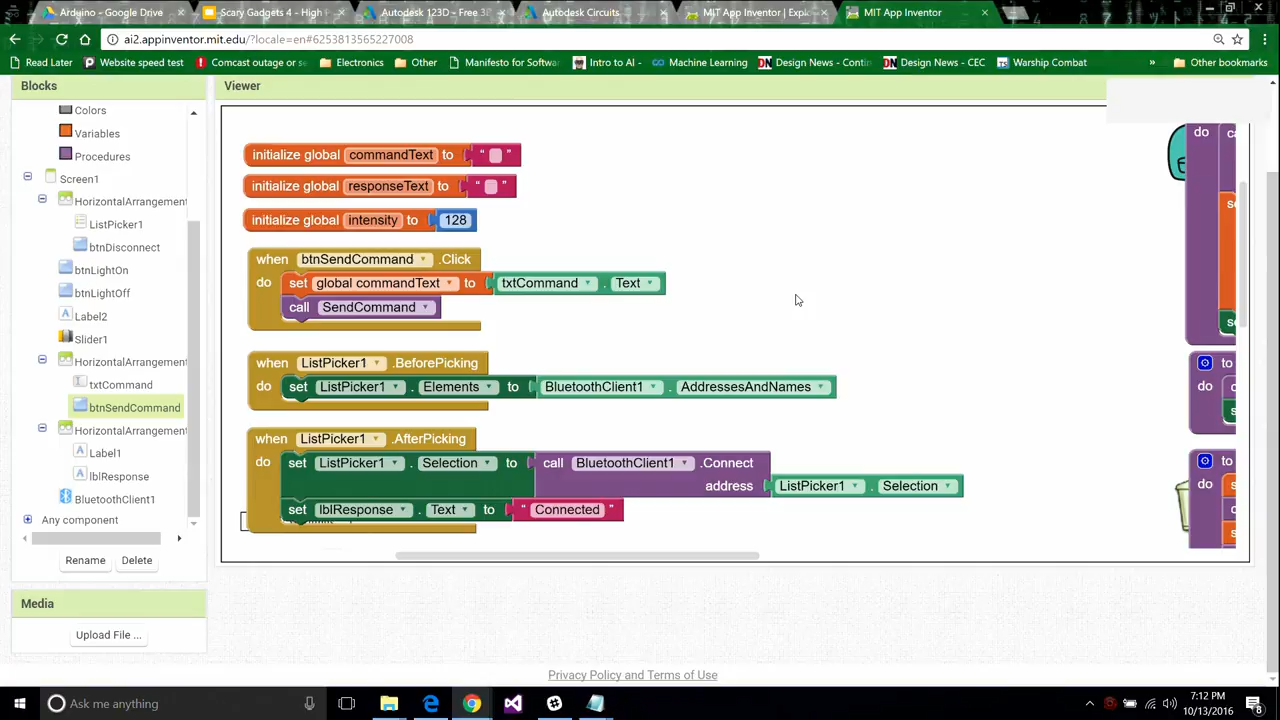 Arduino - Google Drive
Scary Gadgets 4 - High
Autodesk 123D - Free 3
Autodesk Circuits
MIT App Inventor | Expl
MIT App Inventor
ai2.appinventor.mit.edu/?locale=en#6253813565227008
Read Later
Website speed test
Comcast outage or se
Electronics
Other
Manifesto for Softwa
Intro to AI -
Machine Learning
DN Design News - Contin
DN Design News - CEC
Warship Combat
»
Other bookmarks
Blocks
Viewer
Colors
Variables
Procedures
Screen1
HorizontalArrangement
ListPicker1
btnDisconnect
btnLightOn
btnLightOff
Label2
Slider1
HorizontalArrangement
txtCommand
btnSendCommand
HorizontalArrangement
Label1
lblResponse
BluetoothClient1
Any component
Rename
Delete
Media
Upload File ...
initialize global commandText to “ ”
initialize global responseText to “ ”
initialize global intensity to 128
when btnSendCommand .Click
do set global commandText to txtCommand . Text
call SendCommand
when ListPicker1 .BeforePicking
do set ListPicker1 . Elements to BluetoothClient1 . AddressesAndNames
when ListPicker1 .AfterPicking
do set ListPicker1 . Selection to call BluetoothClient1 .Connect
address ListPicker1 . Selection
set lblResponse . Text to “ Connected ”
do
to
do
to
do
Privacy Policy and Terms of Use
Ask me anything
7:12 PM
10/13/2016
8